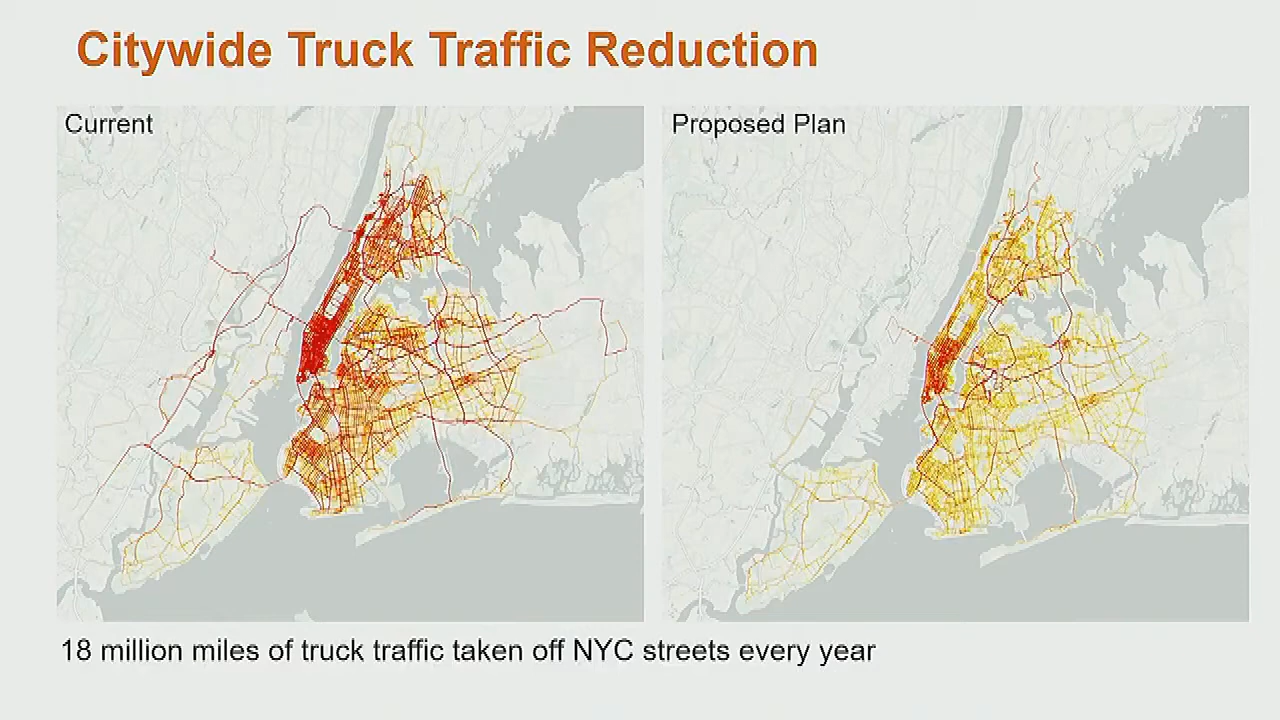 Citywide Truck Traffic Reduction
Current
Proposed Plan
18 million miles of truck traffic taken off NYC streets every year